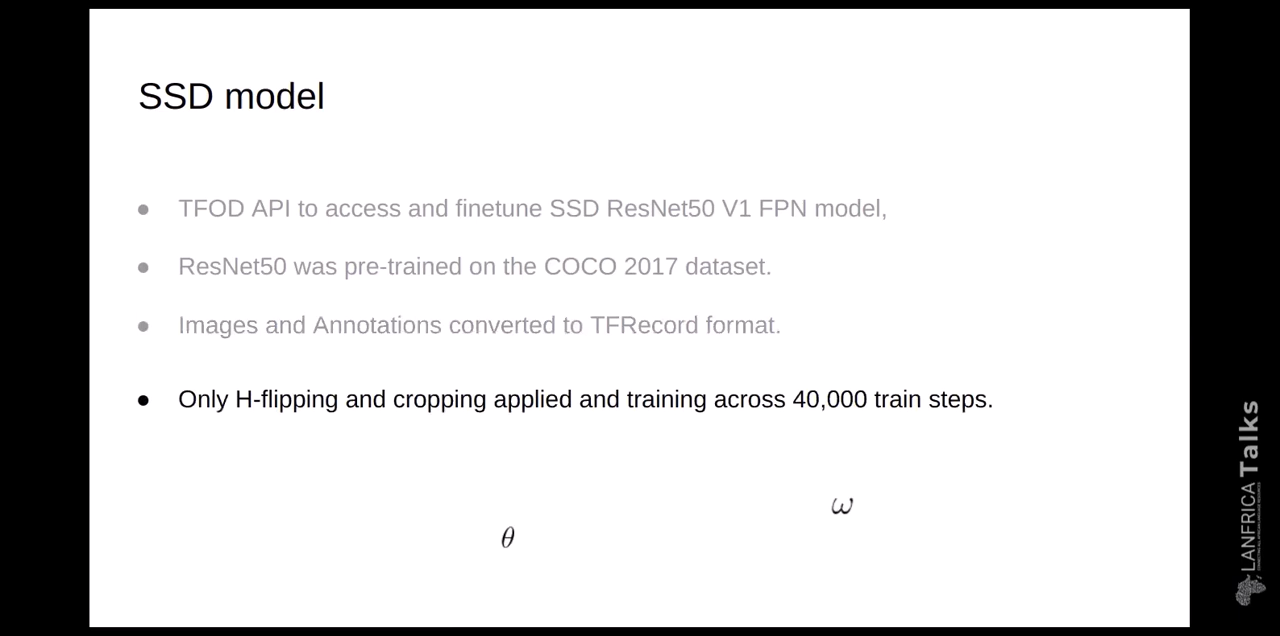 SSD model
● TFOD API to access and finetune SSD ResNet50 V1 FPN model,
● ResNet50 was pre-trained on the COCO 2017 dataset.
● Images and Annotations converted to TFRecord format.
● Only H-flipping and cropping applied and training across 40,000 train steps.
ω
θ
LANFRICA Talks